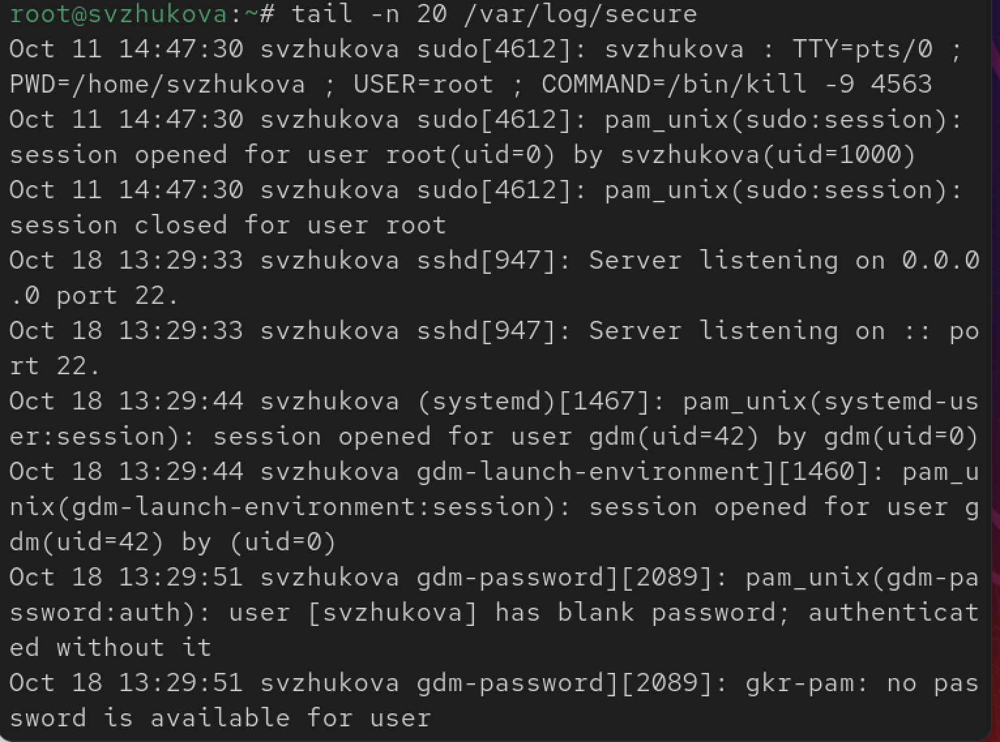 root@svzhukova:~# tail -n 20 /var/log/secure
Oct 11 14:47:30 svzhukova sudo[4612]: svzhukova : TTY=pts/0 ;
PWD=/home/svzhukova ; USER=root ; COMMAND=/bin/kill -9 4563
Oct 11 14:47:30 svzhukova sudo[4612]: pam_unix(sudo:session):
session opened for user root(uid=0) by svzhukova(uid=1000)
Oct 11 14:47:30 svzhukova sudo[4612]: pam_unix(sudo:session):
session closed for user root
Oct 18 13:29:33 svzhukova sshd[947]: Server listening on 0.0.0
.0 port 22.
Oct 18 13:29:33 svzhukova sshd[947]: Server listening on :: po
rt 22.
Oct 18 13:29:44 svzhukova (systemd)[1467]: pam_unix(systemd-us
er:session): session opened for user gdm(uid=42) by gdm(uid=0)
Oct 18 13:29:44 svzhukova gdm-launch-environment][1460]: pam_u
nix(gdm-launch-environment:session): session opened for user g
dm(uid=42) by (uid=0)
Oct 18 13:29:51 svzhukova gdm-password][2089]: pam_unix(gdm-pa
ssword:auth): user [svzhukova] has blank password; authenticat
ed without it
Oct 18 13:29:51 svzhukova gdm-password][2089]: gkr-pam: no pas
sword is available for user